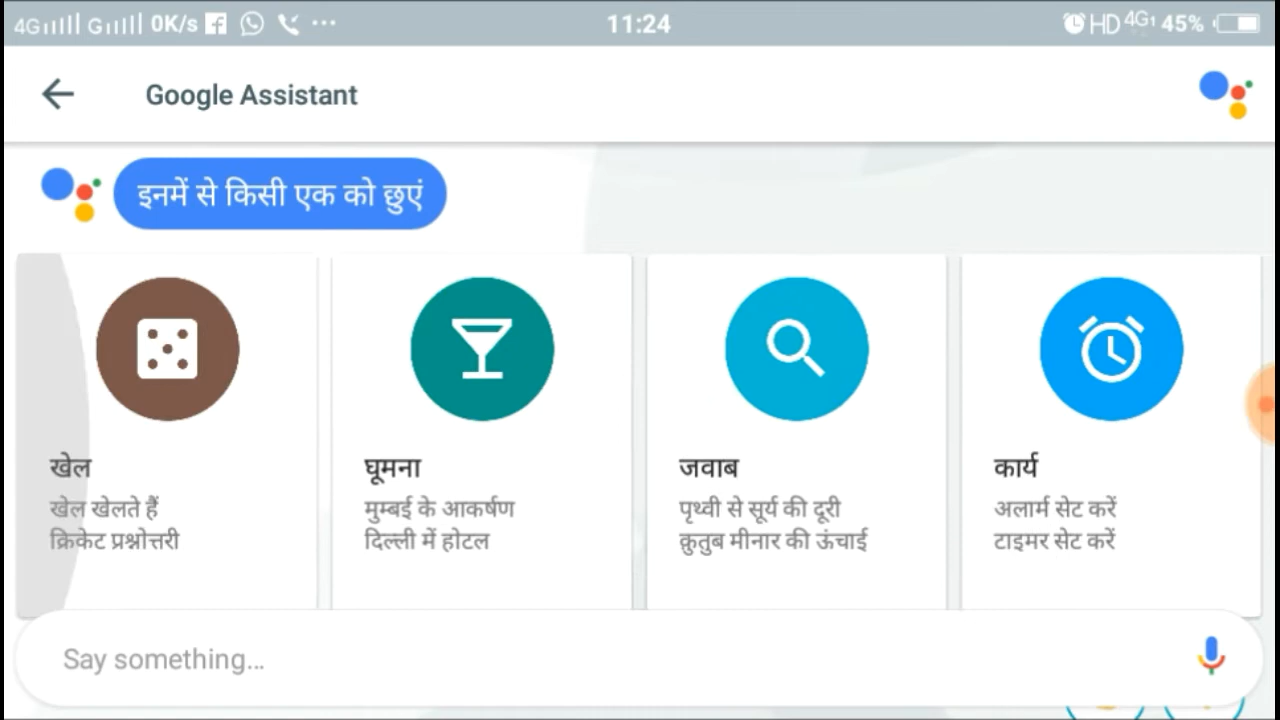 4G G 0K/s 11:24 HD 4G 45%
Google Assistant
इनमें से किसी एक को छुएं
खेल
खेल खेलते हैं
क्रिकेट प्रश्नोत्तरी
घूमना
मुम्बई के आकर्षण
दिल्ली में होटल
जवाब
पृथ्वी से सूर्य की दूरी
क़ुतुब मीनार की ऊंचाई
कार्य
अलार्म सेट करें
टाइमर सेट करें
Say something...